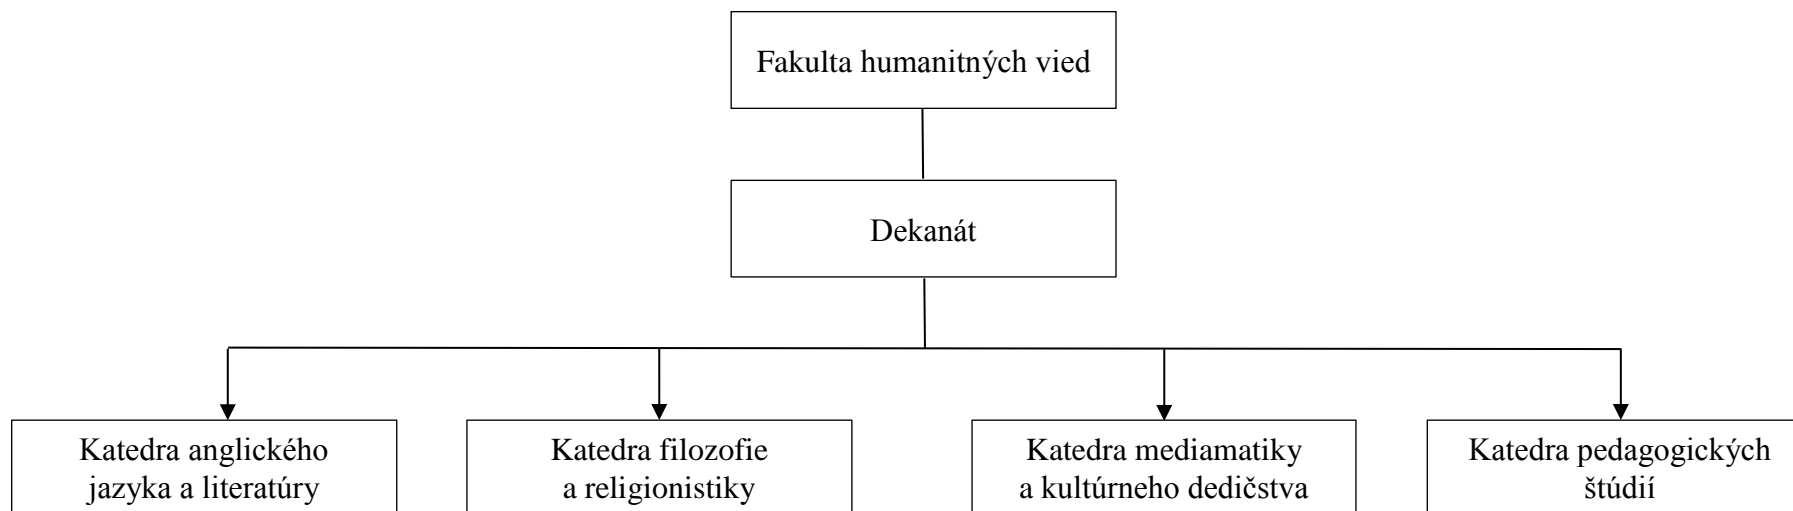 Fakulta humanitných vied
Dekanát
Katedra anglického
jazyka a literatúry
Katedra filozofie
a religionistiky
Katedra mediamatiky
a kultúrneho dedičstva
Katedra pedagogických
štúdií